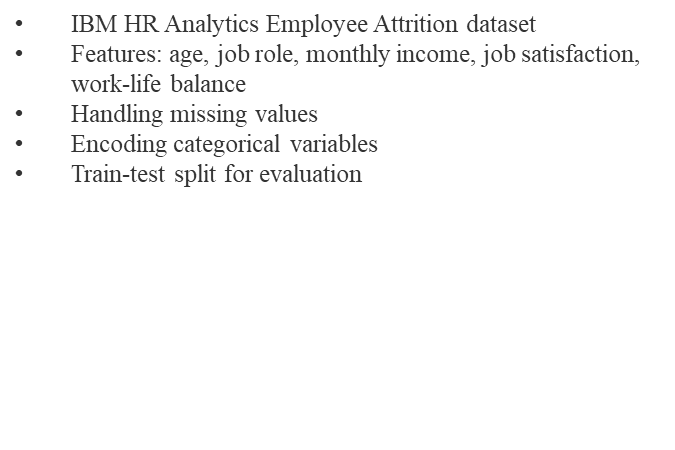 • IBM HR Analytics Employee Attrition dataset
• Features: age, job role, monthly income, job satisfaction,
work-life balance
• Handling missing values
• Encoding categorical variables
• Train-test split for evaluation